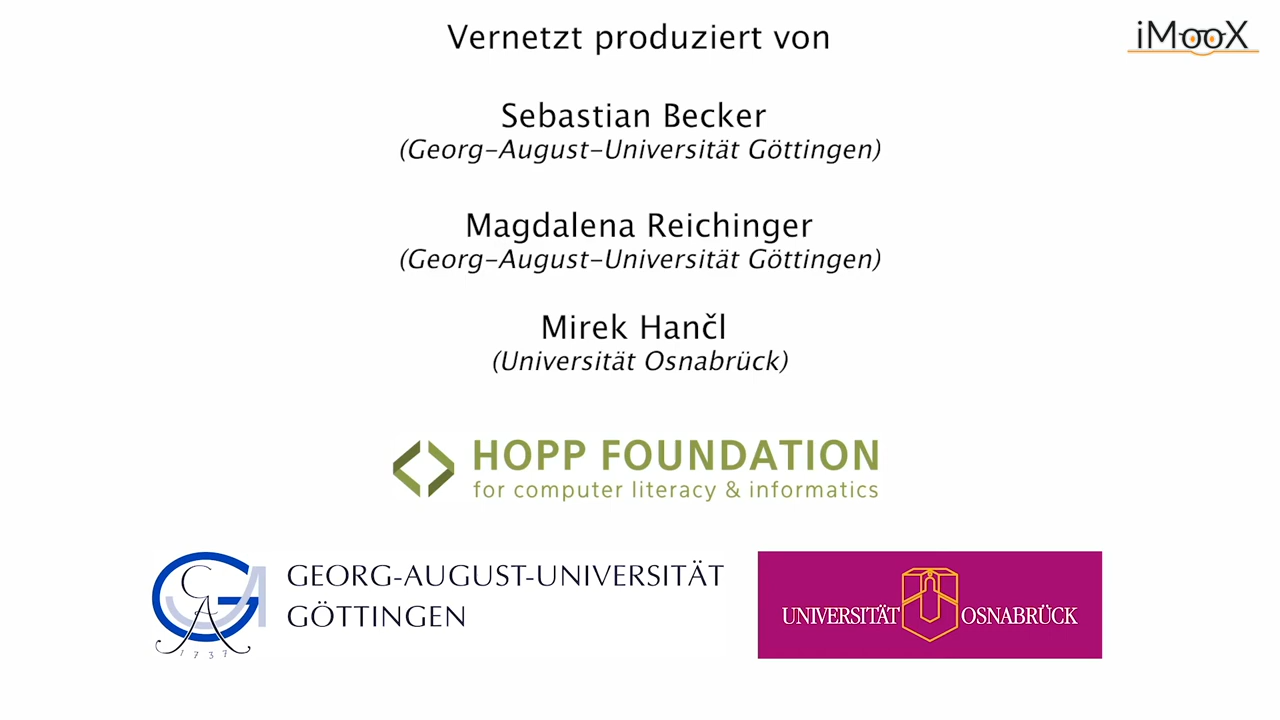 Vernetzt produziert von
iMooX
Sebastian Becker
(Georg-August-Universität Göttingen)
Magdalena Reichinger
(Georg-August-Universität Göttingen)
Mirek Hančl
(Universität Osnabrück)
HOPP FOUNDATION
for computer literacy & informatics
GEORG-AUGUST-UNIVERSITÄT
GÖTTINGEN
1737
UNIVERSITÄT OSNABRÜCK